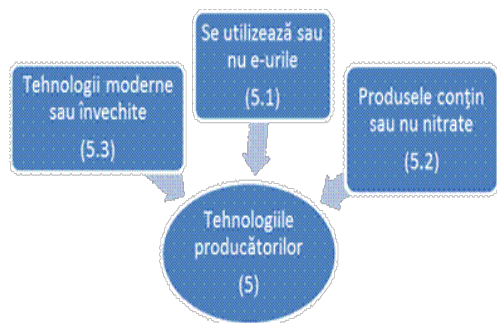 Se utilizează sau
nu e-urile
(5.1)
Tehnologii moderne
sau învechite
(5.3)
Produsele conţin
sau nu nitrate
(5.2)
Tehnologiile
producătorilor
(5)